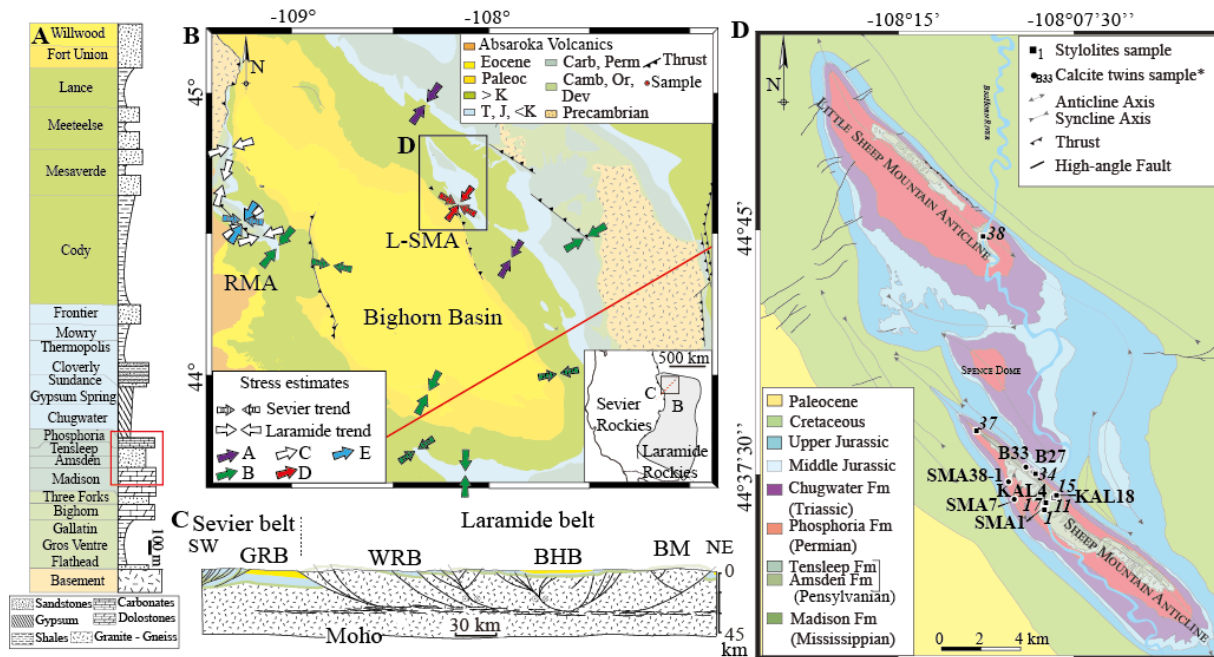 A
Willwood
Fort Union
Lance
Meeteelse
Mesaverde
Cody
Frontier
Mowry
Thermopolis
Cloverly
Sundance
Gypsum Spring
Chugwater
Phosphoria
Tensleep
Amsden
Madison
Three Forks
Bighorn
Gallatin
Gros Ventre
Flathead
Basement
100 m
Sandstones
Carbonates
Gypsum
Dolostones
Shales
Granite - Gneiss
B
-109°
-108°
45°
44°
N
Absaroka Volcanics
Eocene
Paleoc
> K
T, J, <K
Carb, Perm
Camb, Or,
Dev
Precambrian
Thrust
Sample
D
L-SMA
RMA
Bighorn Basin
Stress estimates
Sevier trend
Laramide trend
A
C
E
B
D
500 km
C
B
Sevier
Rockies
Laramide
Rockies
C
Sevier belt
Laramide belt
SW
GRB
WRB
BHB
BM
NE
0
Moho
30 km
45
km
D
-108°15'
-108°07'30''
44°45'
44°37'30''
N
1 Stylolites sample
B33 Calcite twins sample*
Anticline Axis
Syncline Axis
Thrust
High-angle Fault
BIGHORN RIVER
LITTLE SHEEP MOUNTAIN ANTICLINE
38
SPENCE DOME
37
B33
B27
34
SMA38-1
KAL4
15
KAL18
SMA7
17
11
SMA1
1
SHEEP MOUNTAIN ANTICLINE
Paleocene
Cretaceous
Upper Jurassic
Middle Jurassic
Chugwater Fm
(Triassic)
Phosphoria Fm
(Permian)
Tensleep Fm
Amsden Fm
(Pensylvanian)
Madison Fm
(Mississippian)
0 2 4 km